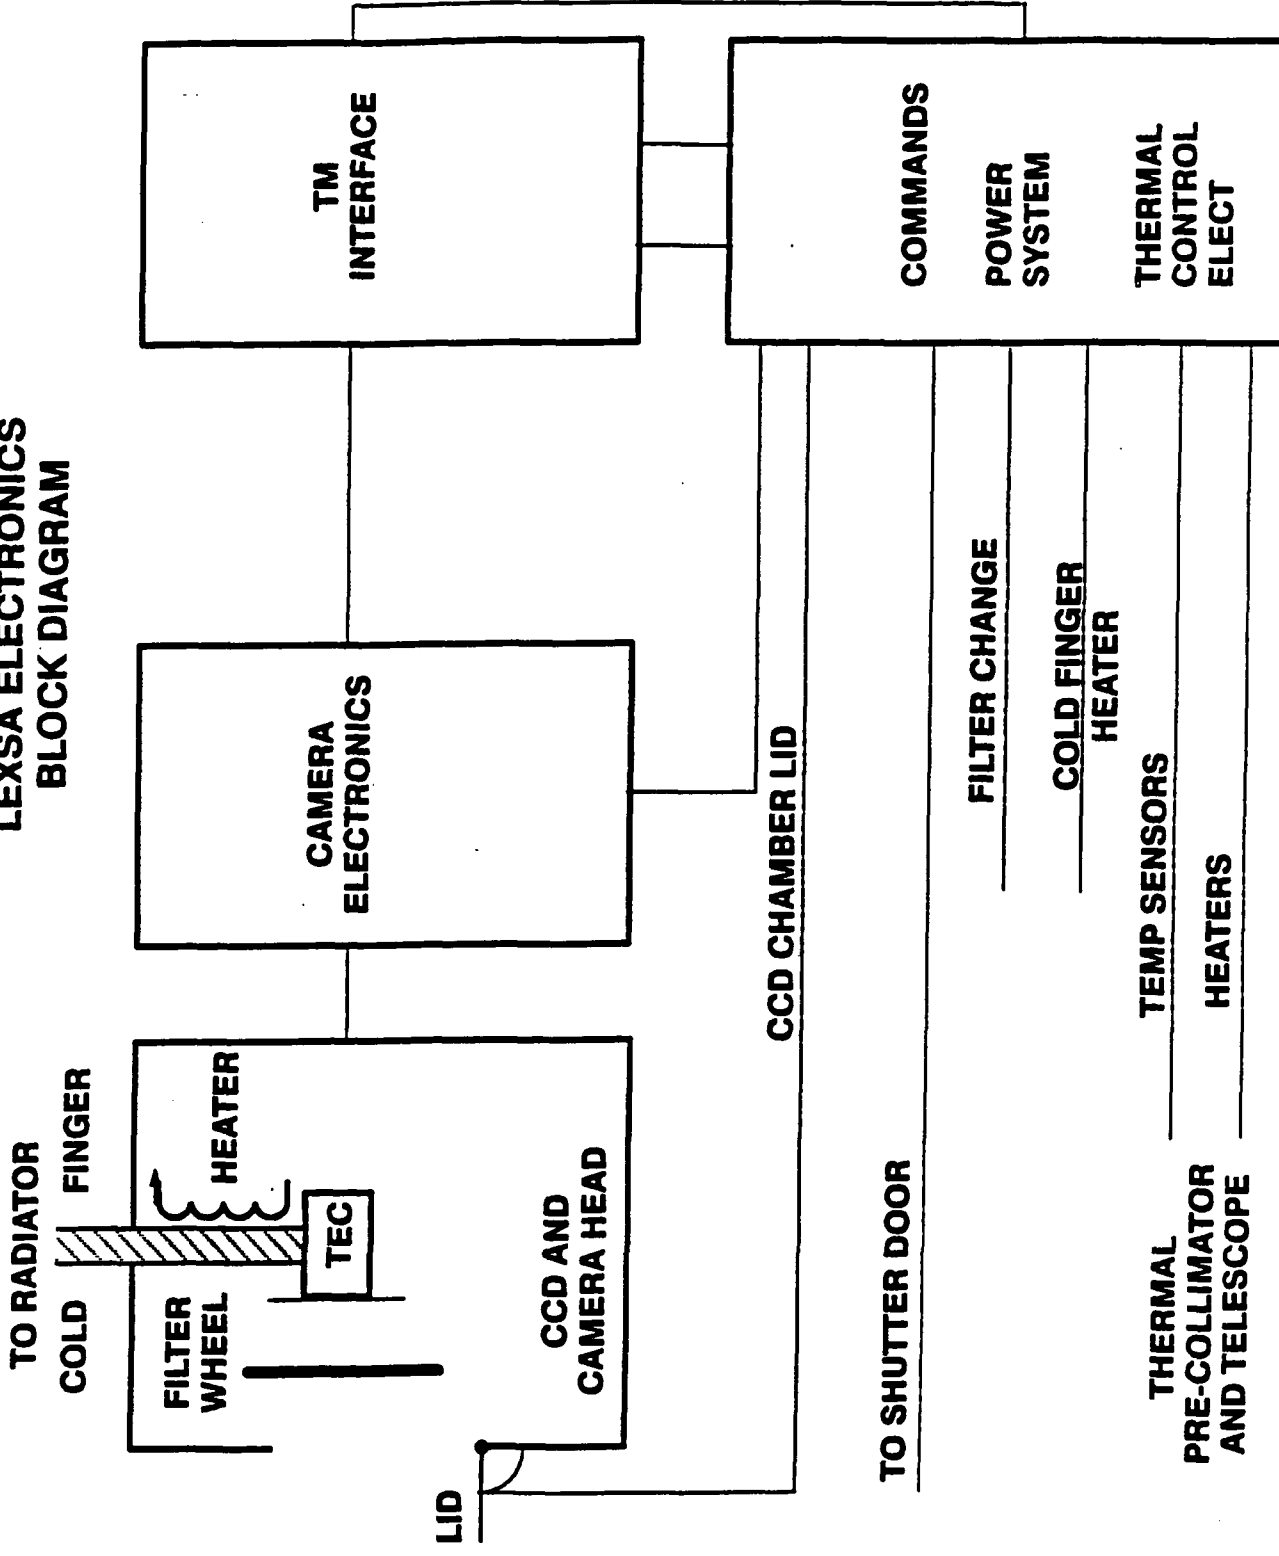 LEXSA ELECTRONICS
BLOCK DIAGRAM
TO RADIATOR
COLD FINGER
FILTER
WHEEL
HEATER
TEC
CCD AND
CAMERA HEAD
LID
CAMERA
ELECTRONICS
TM
INTERFACE
CCD CHAMBER LID
TO SHUTTER DOOR
FILTER CHANGE
COLD FINGER
HEATER
TEMP SENSORS
HEATERS
THERMAL
PRE-COLLIMATOR
AND TELESCOPE
COMMANDS
POWER
SYSTEM
THERMAL
CONTROL
ELECT